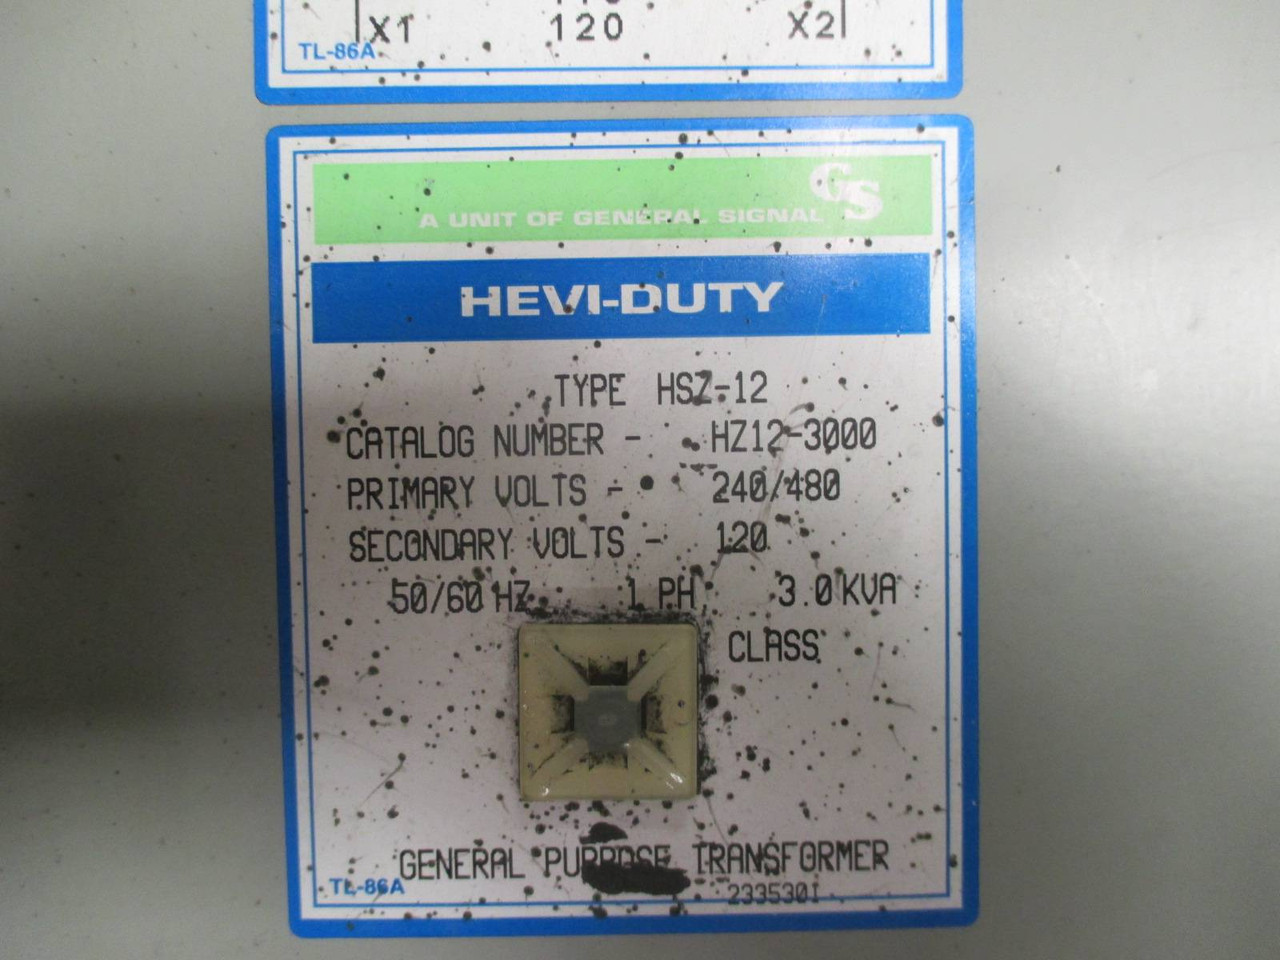 X1 120 X2
TL-86A
GS
A UNIT OF GENERAL SIGNAL
HEVI-DUTY
TYPE HSZ-12
CATALOG NUMBER - HZ12-3000
PRIMARY VOLTS - 240/480
SECONDARY VOLTS - 120
50/60 HZ 1 PH 3.0 KVA
CLASS
GENERAL PURPOSE TRANSFORMER
TL-86A
233530I